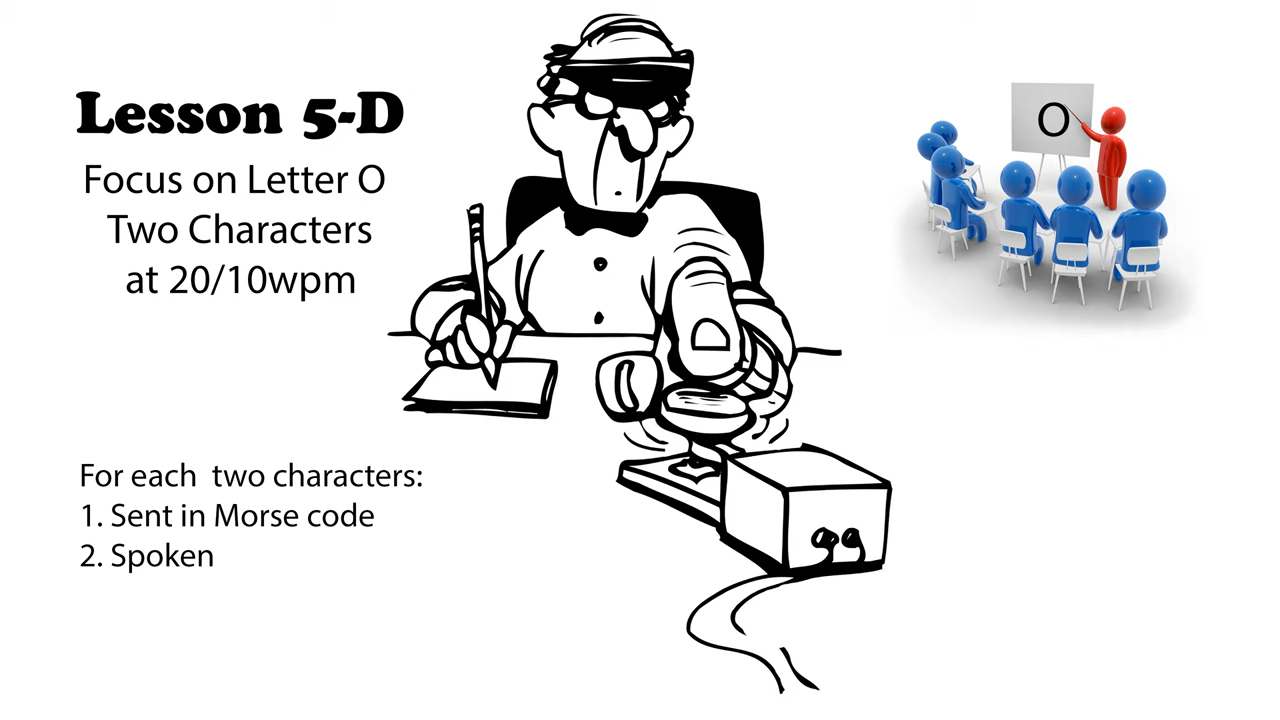 Lesson 5-D
Focus on Letter O
Two Characters
at 20/10wpm
O
For each two characters:
1. Sent in Morse code
2. Spoken